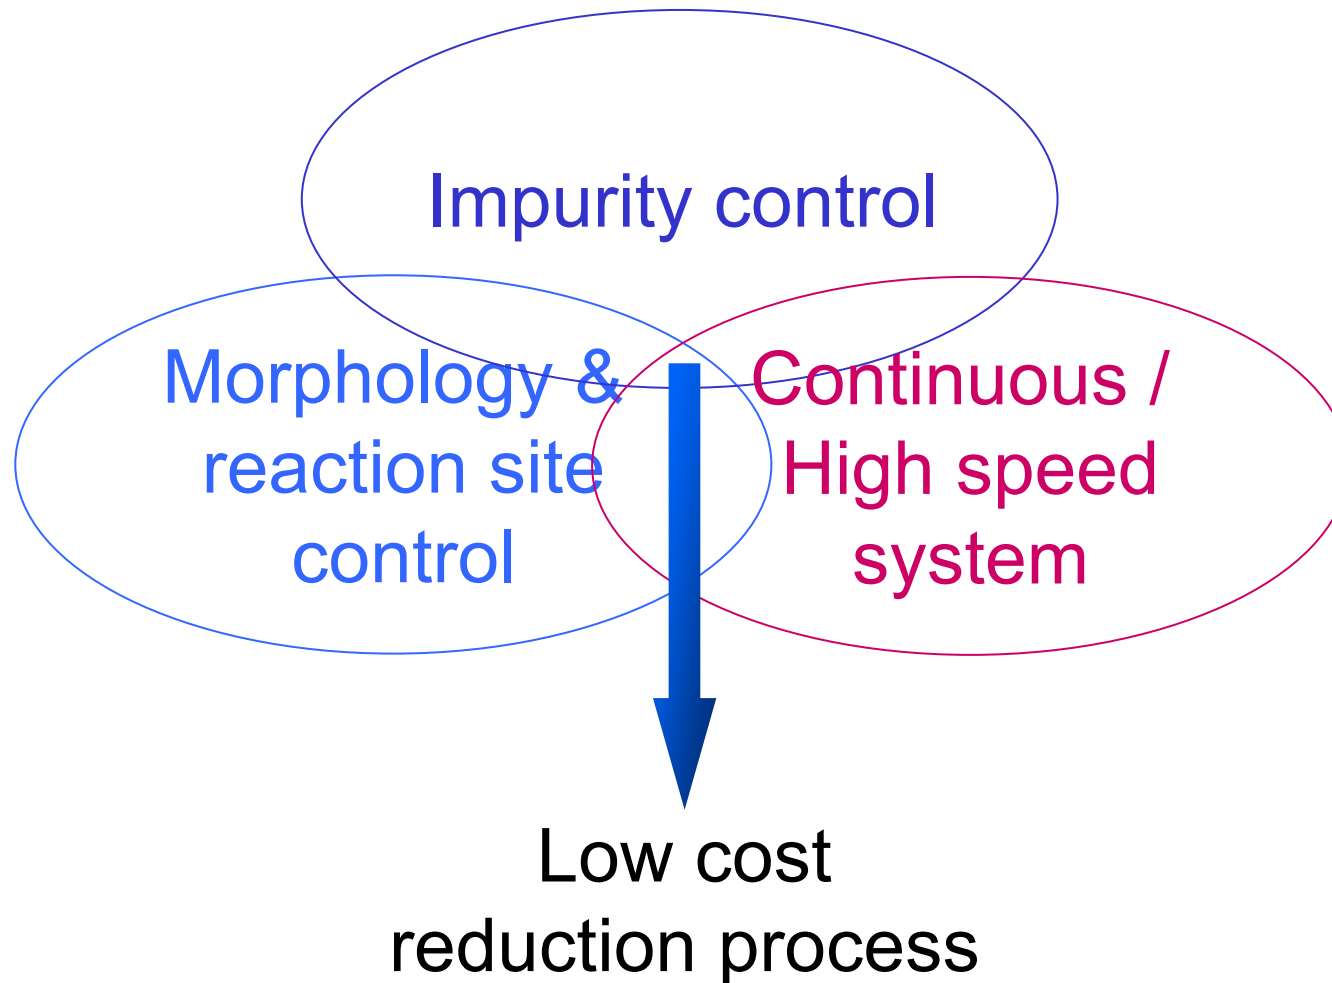 Impurity control
Morphology &
reaction site
control
Continuous /
High speed
system
Low cost
reduction process